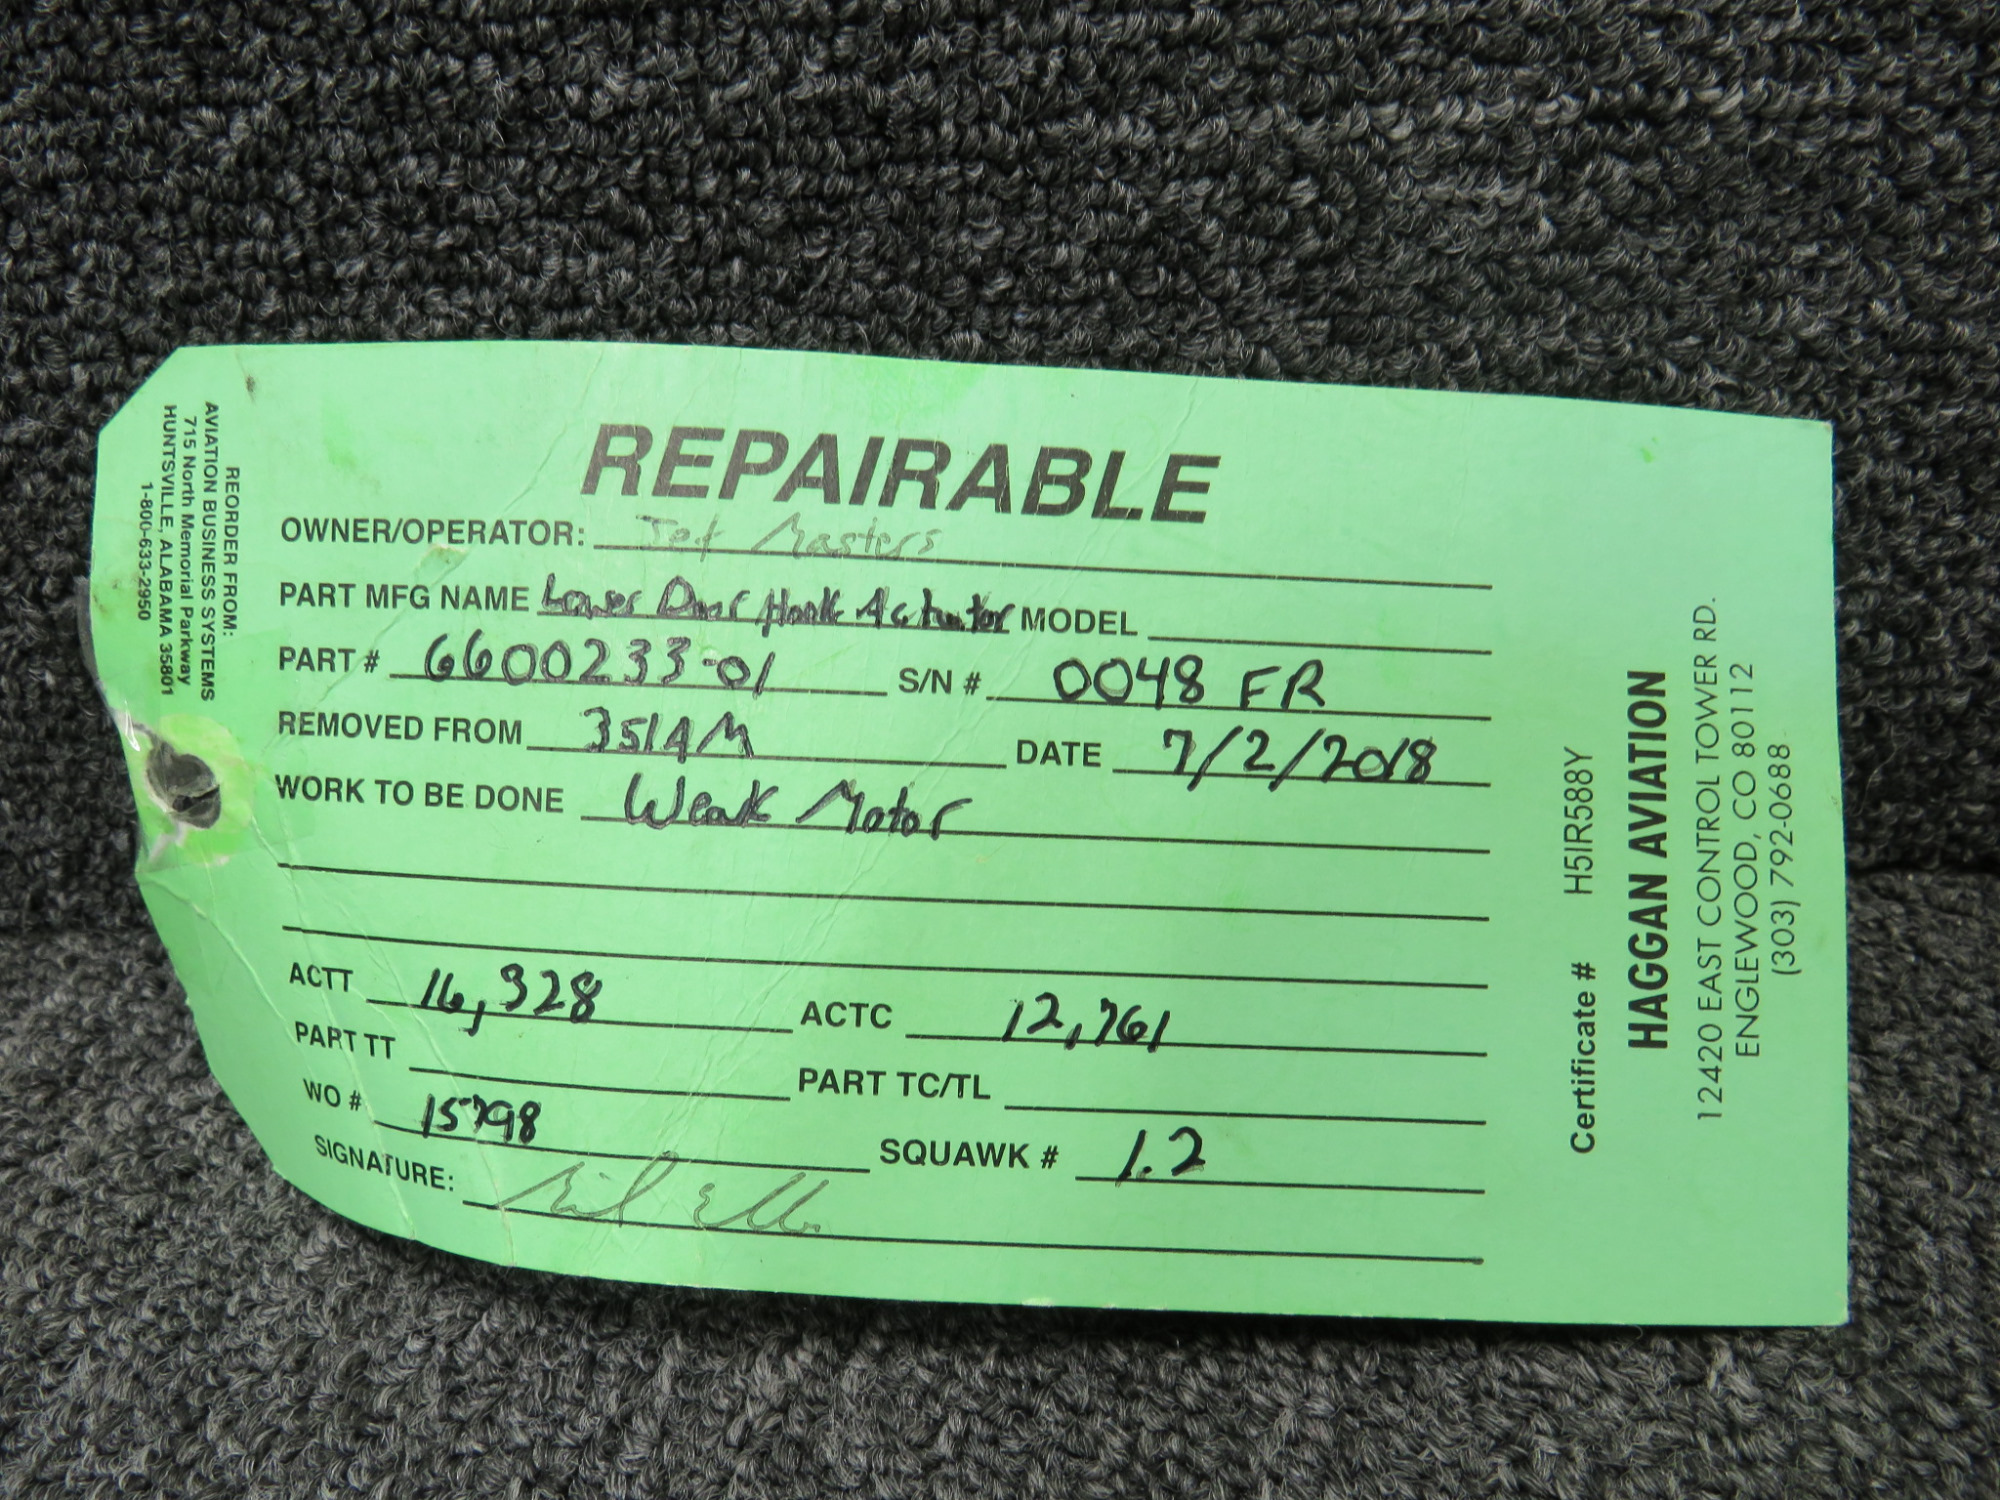 REPAIRABLE
OWNER/OPERATOR: Jet Masters
PART MFG NAME Lower Door Hook Actuator MODEL
PART # 6600233-01 S/N # 0048 FR
REMOVED FROM 351AM DATE 7/2/2018
WORK TO BE DONE Weak Motor
ACTT 16,328 ACTC 12,761
PART TT PART TC/TL
WO # 15798 SQUAWK # 1.2
SIGNATURE:
REORDER FROM:
AVIATION BUSINESS SYSTEMS
715 North Memorial Parkway
HUNTSVILLE, ALABAMA 35801
1-800-633-2950
Certificate # H5IR588Y
HAGGAN AVIATION
12420 EAST CONTROL TOWER RD.
ENGLEWOOD, CO 80112
(303) 792-0688